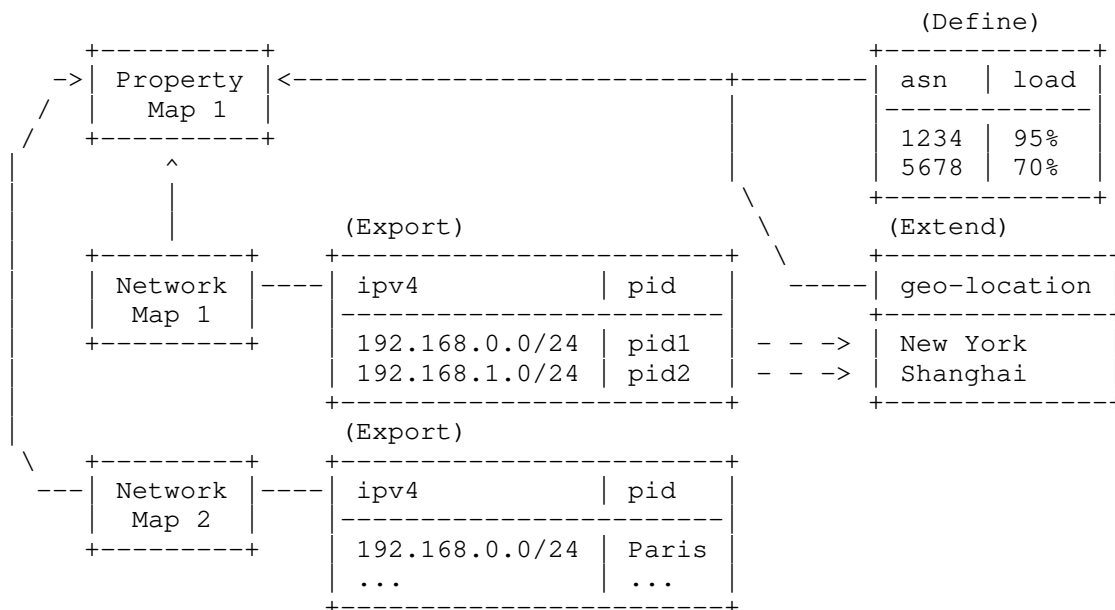 (Define)
Property asn load
Map 1
1234 95%
5678 70%
(Export) (Extend)
Network ipv4 pid geo-location
Map 1
192.168.0.0/24 pid1 New York
192.168.1.0/24 pid2 Shanghai
(Export)
Network ipv4 pid
Map 2
192.168.0.0/24 Paris
... ...